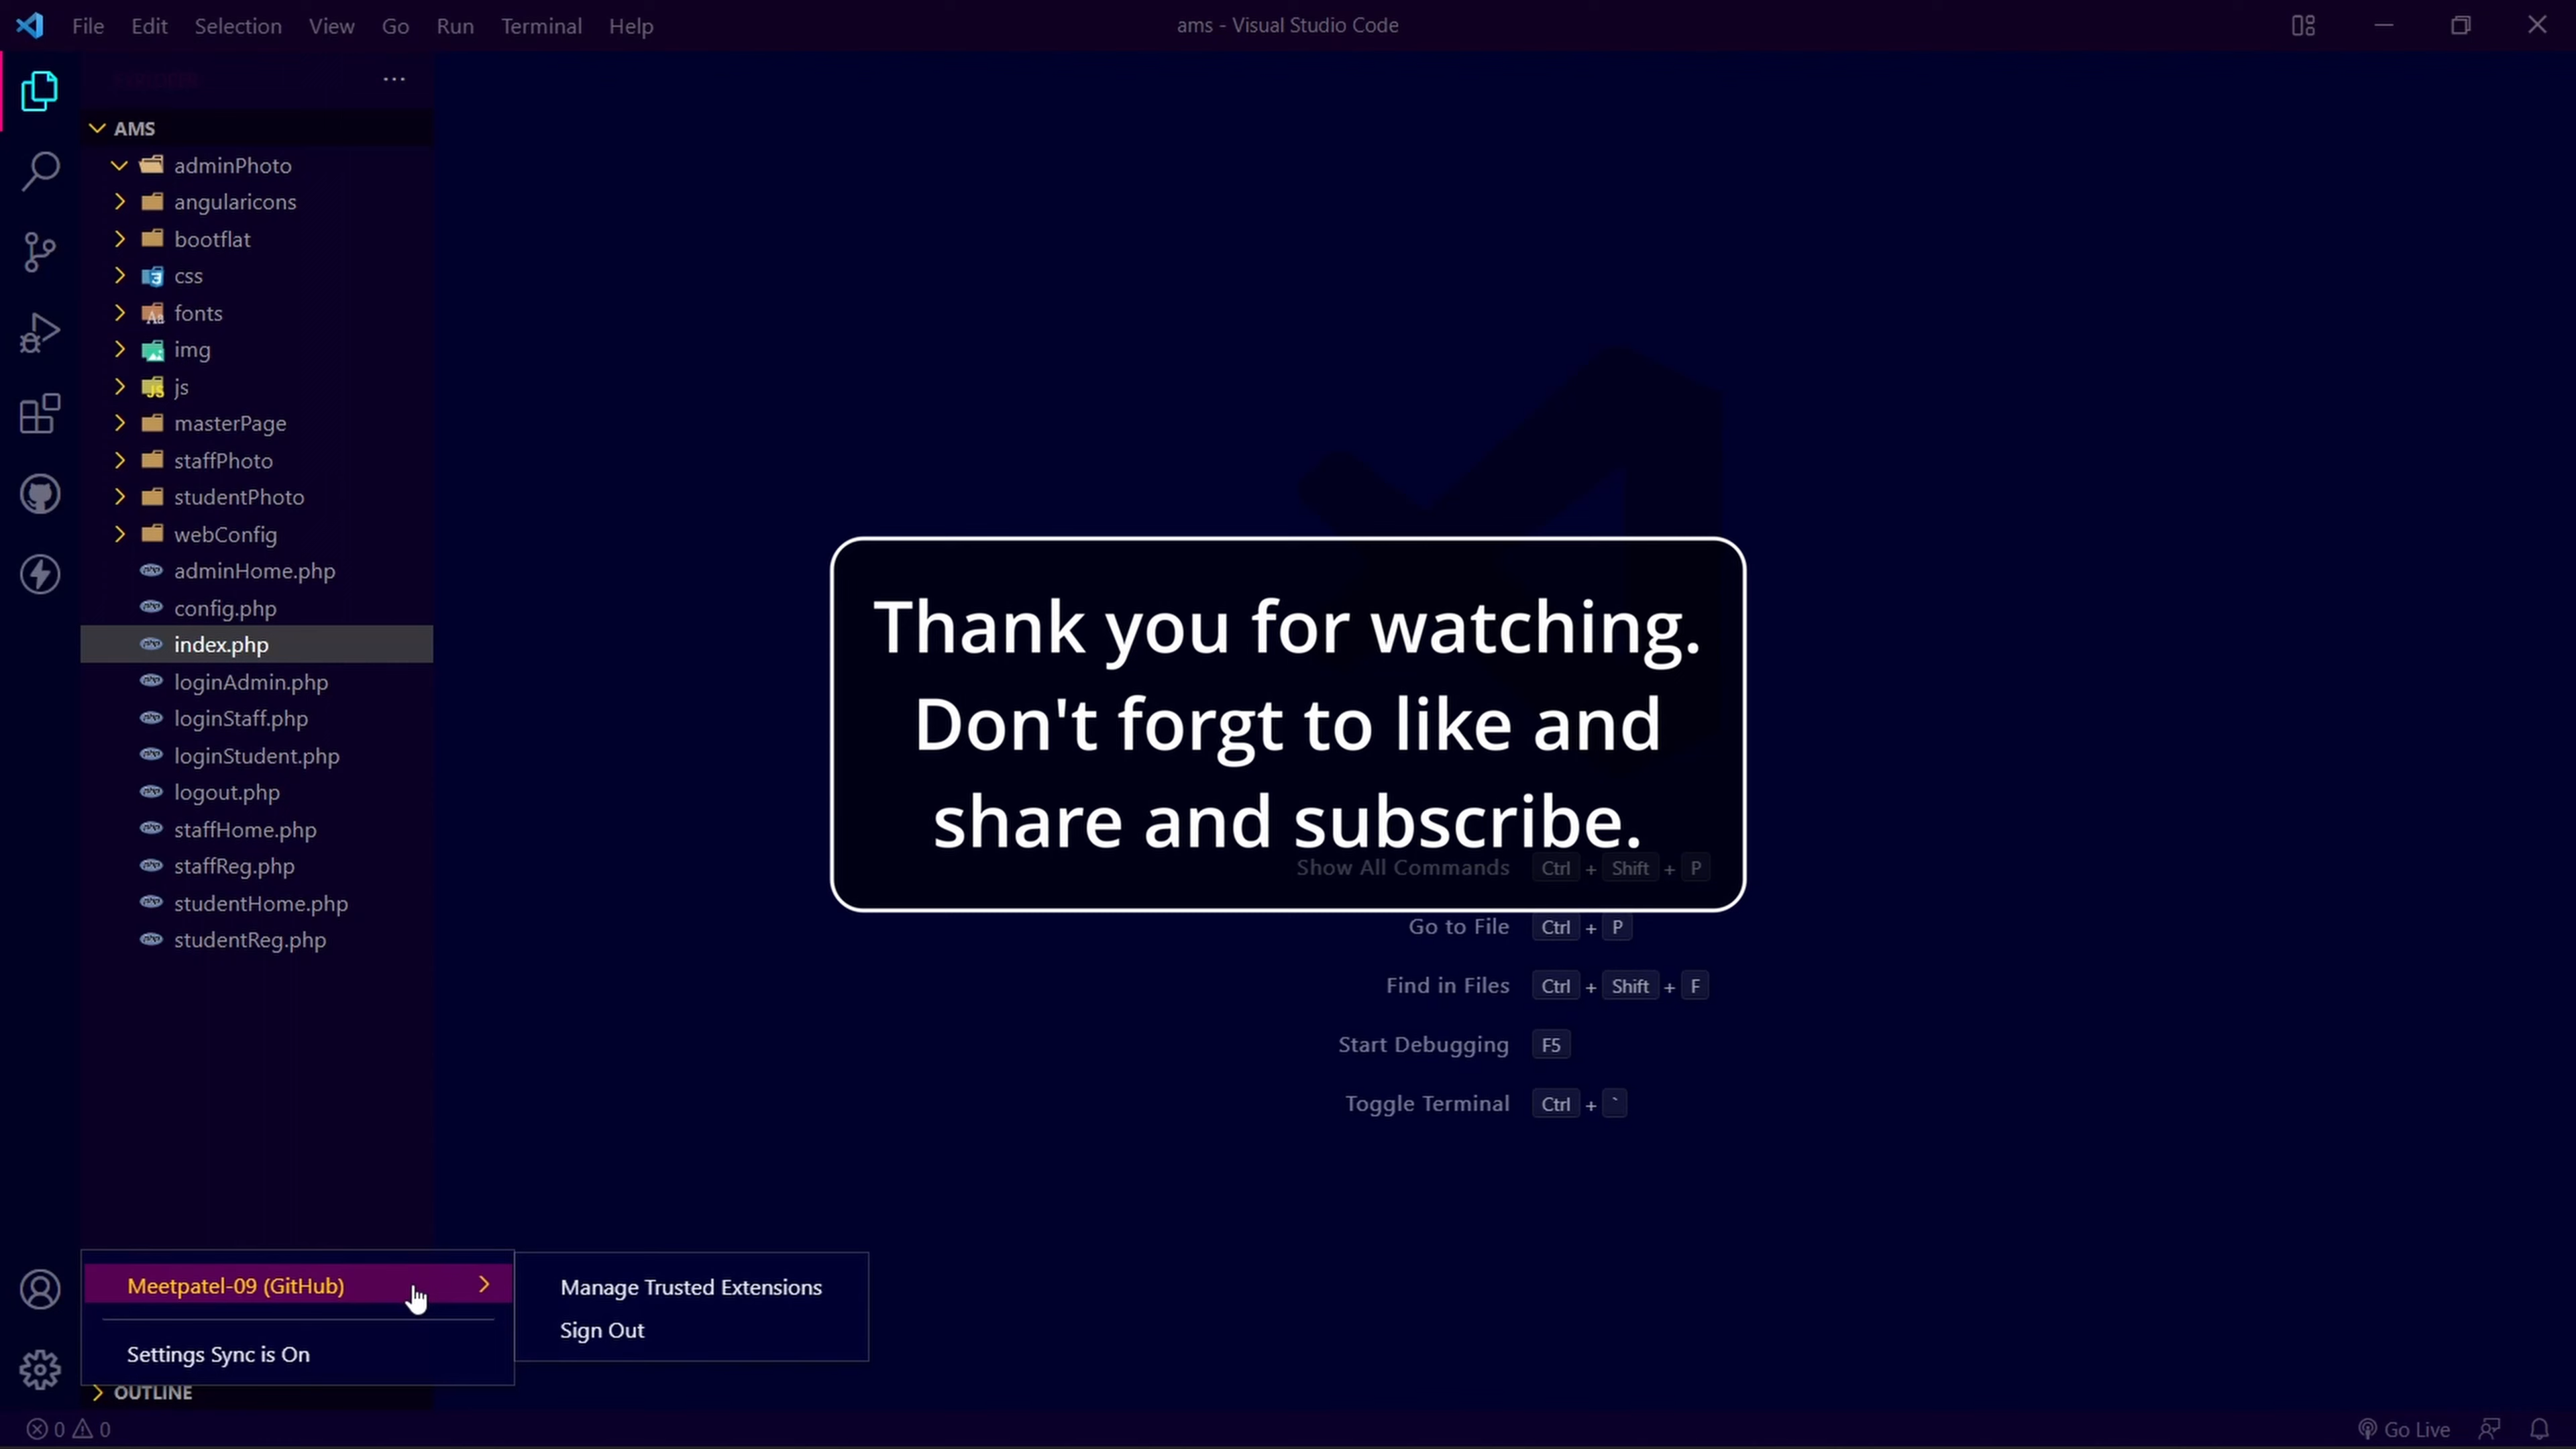 File Edit Selection View Go Run Terminal Help
ams - Visual Studio Code
AMS
adminPhoto
angularicons
bootflat
css
fonts
img
js
masterPage
staffPhoto
studentPhoto
webConfig
adminHome.php
config.php
index.php
loginAdmin.php
loginStaff.php
loginStudent.php
logout.php
staffHome.php
staffReg.php
studentHome.php
studentReg.php
Thank you for watching.
Don't forgt to like and
share and subscribe.
Show All Commands Ctrl + Shift + P
Go to File Ctrl + P
Find in Files Ctrl + Shift + F
Start Debugging F5
Toggle Terminal Ctrl + `
Meetpatel-09 (GitHub)
Settings Sync is On
Manage Trusted Extensions
Sign Out
OUTLINE
0 0
Go Live